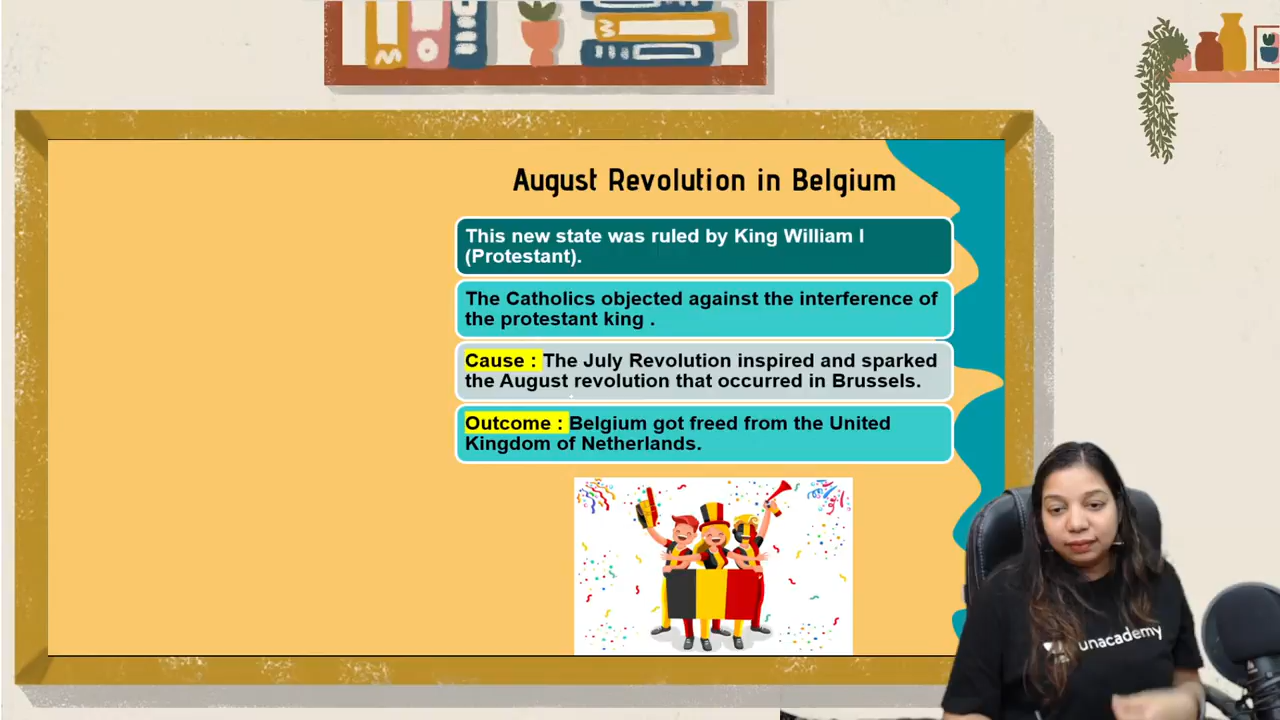 August Revolution in Belgium
This new state was ruled by King William I
(Protestant).
The Catholics objected against the interference of
the protestant king .
Cause : The July Revolution inspired and sparked
the August revolution that occurred in Brussels.
Outcome : Belgium got freed from the United
Kingdom of Netherlands.
unacademy